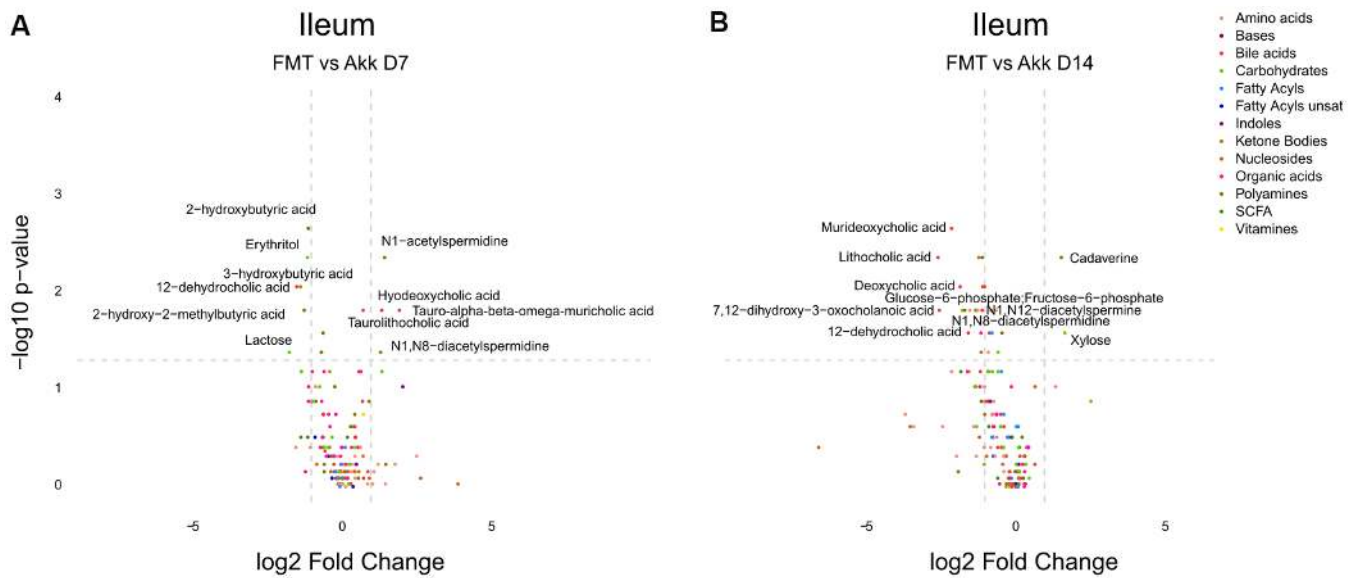 A
Ileum
FMT vs Akk D7
4
3
2
1
0
−log10 p−value
2−hydroxybutyric acid
Erythritol
N1−acetylspermidine
3−hydroxybutyric acid
12−dehydrocholic acid
Hyodeoxycholic acid
2−hydroxy−2−methylbutyric acid
Tauro−alpha−beta−omega−muricholic acid
Taurolithocholic acid
Lactose
N1,N8−diacetylspermidine
−5
0
5
log2 Fold Change
B
Ileum
FMT vs Akk D14
Murideoxycholic acid
Lithocholic acid
Cadaverine
Deoxycholic acid
Glucose−6−phosphate;Fructose−6−phosphate
7,12−dihydroxy−3−oxocholanoic acid
N1,N12−diacetylspermine
N1,N8−diacetylspermidine
12−dehydrocholic acid
Xylose
−5
0
5
log2 Fold Change
Amino acids
Bases
Bile acids
Carbohydrates
Fatty Acyls
Fatty Acyls unsat
Indoles
Ketone Bodies
Nucleosides
Organic acids
Polyamines
SCFA
Vitamines